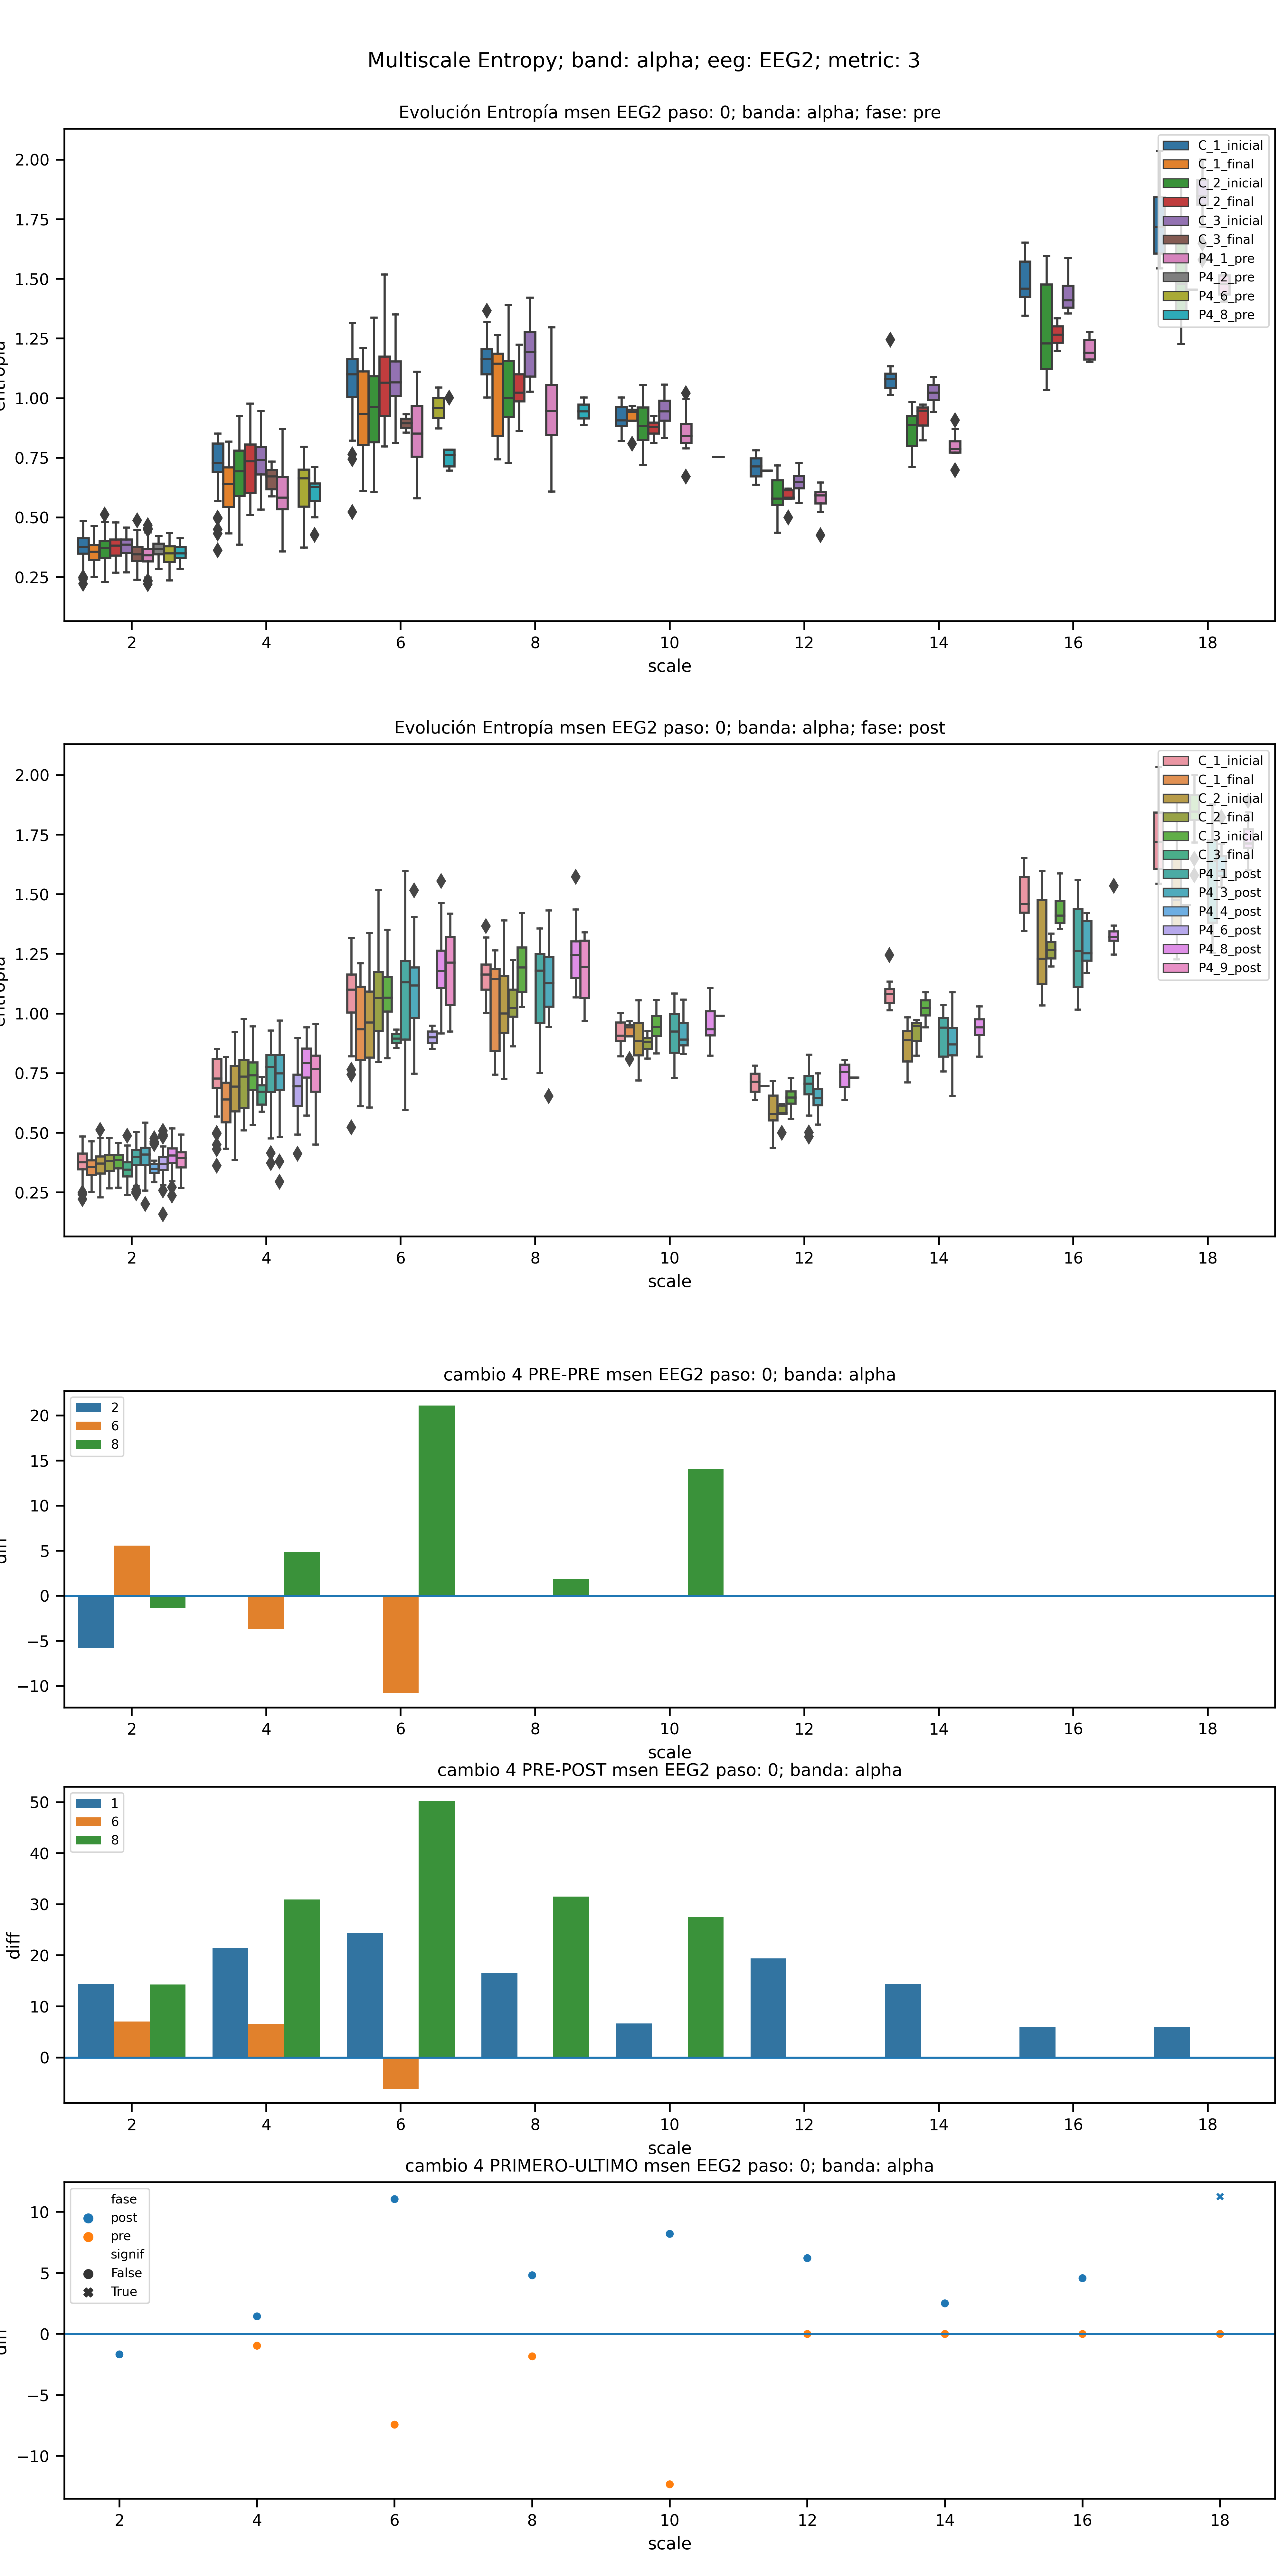 Multiscale Entropy; band: alpha; eeg: EEG2; metric: 3
Evolución Entropía msen EEG2 paso: 0; banda: alpha; fase: pre
2.00
1.75
1.50
1.25
1.00
0.75
0.50
0.25
entropia
C_1_inicial
C_1_final
C_2_inicial
C_2_final
C_3_inicial
C_3_final
P4_1_pre
P4_2_pre
P4_6_pre
P4_8_pre
2 4 6 8 10 12 14 16 18
scale
Evolución Entropía msen EEG2 paso: 0; banda: alpha; fase: post
2.00
1.75
1.50
1.25
1.00
0.75
0.50
0.25
entropia
C_1_inicial
C_1_final
C_2_inicial
C_2_final
C_3_inicial
C_3_final
P4_1_post
P4_3_post
P4_4_post
P4_6_post
P4_8_post
P4_9_post
2 4 6 8 10 12 14 16 18
scale
cambio 4 PRE-PRE msen EEG2 paso: 0; banda: alpha
20
15
10
5
0
−5
−10
diff
2
6
8
2 4 6 8 10 12 14 16 18
scale
cambio 4 PRE-POST msen EEG2 paso: 0; banda: alpha
50
40
30
20
10
0
diff
1
6
8
2 4 6 8 10 12 14 16 18
scale
cambio 4 PRIMERO-ULTIMO msen EEG2 paso: 0; banda: alpha
10
5
0
−5
−10
diff
fase
post
pre
signif
False
True
2 4 6 8 10 12 14 16 18
scale